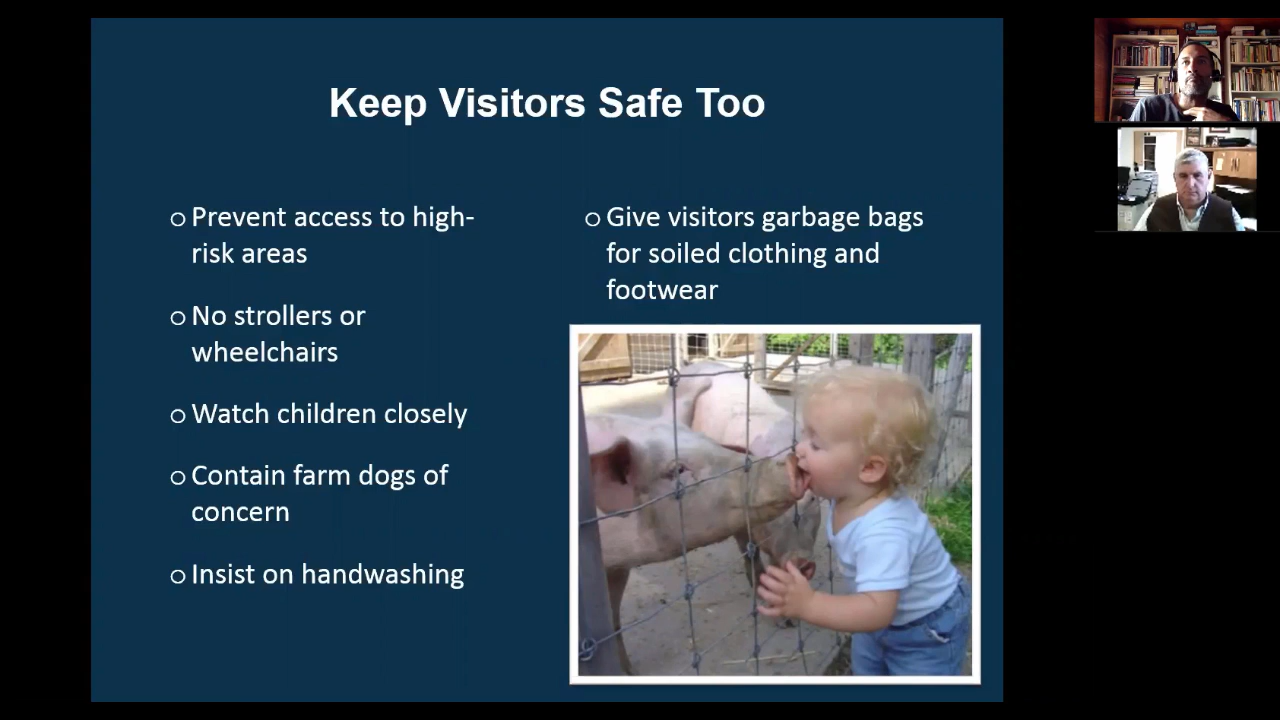 Keep Visitors Safe Too
○ Prevent access to high-
risk areas
○ No strollers or
wheelchairs
○ Watch children closely
○ Contain farm dogs of
concern
○ Insist on handwashing
○ Give visitors garbage bags
for soiled clothing and
footwear